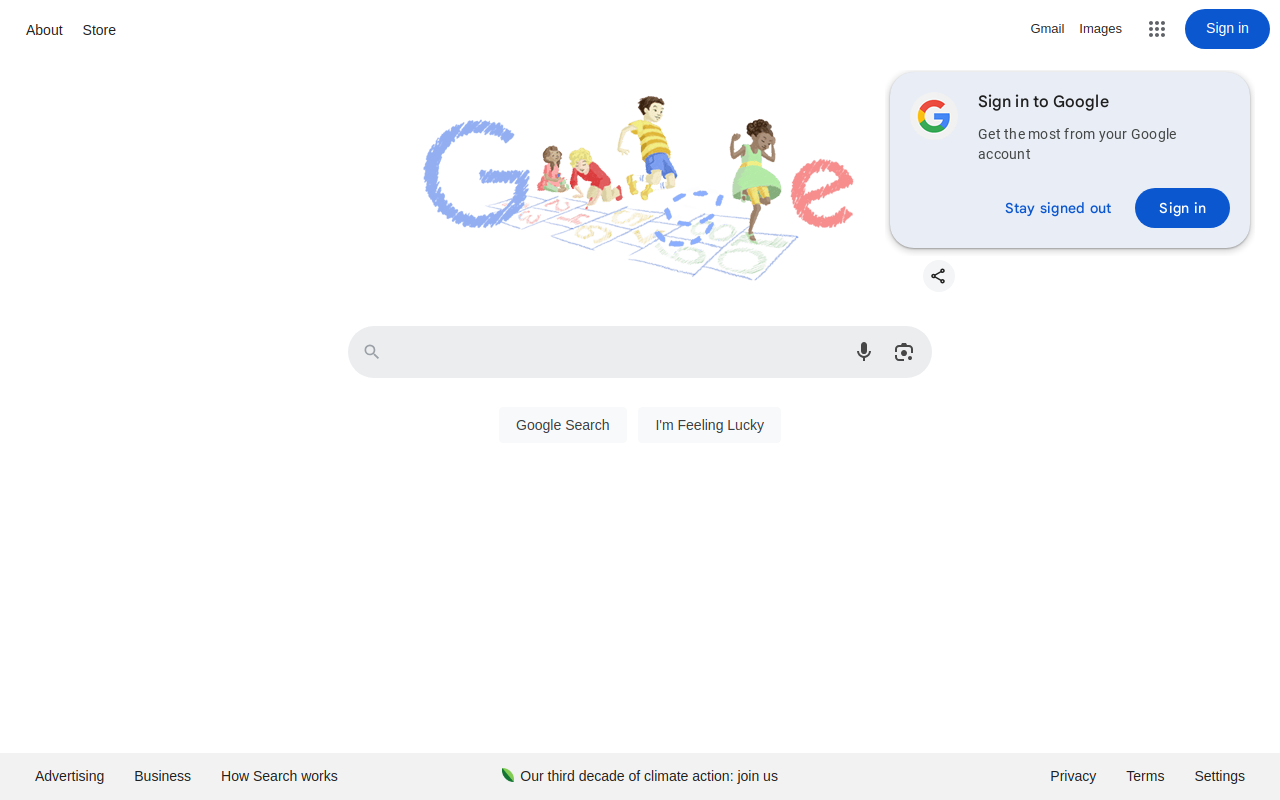 About
Store
Gmail
Images
Sign in
Sign in to Google
Get the most from your Google
account
Stay signed out
Sign in
Google Search
I'm Feeling Lucky
Advertising
Business
How Search works
Our third decade of climate action: join us
Privacy
Terms
Settings